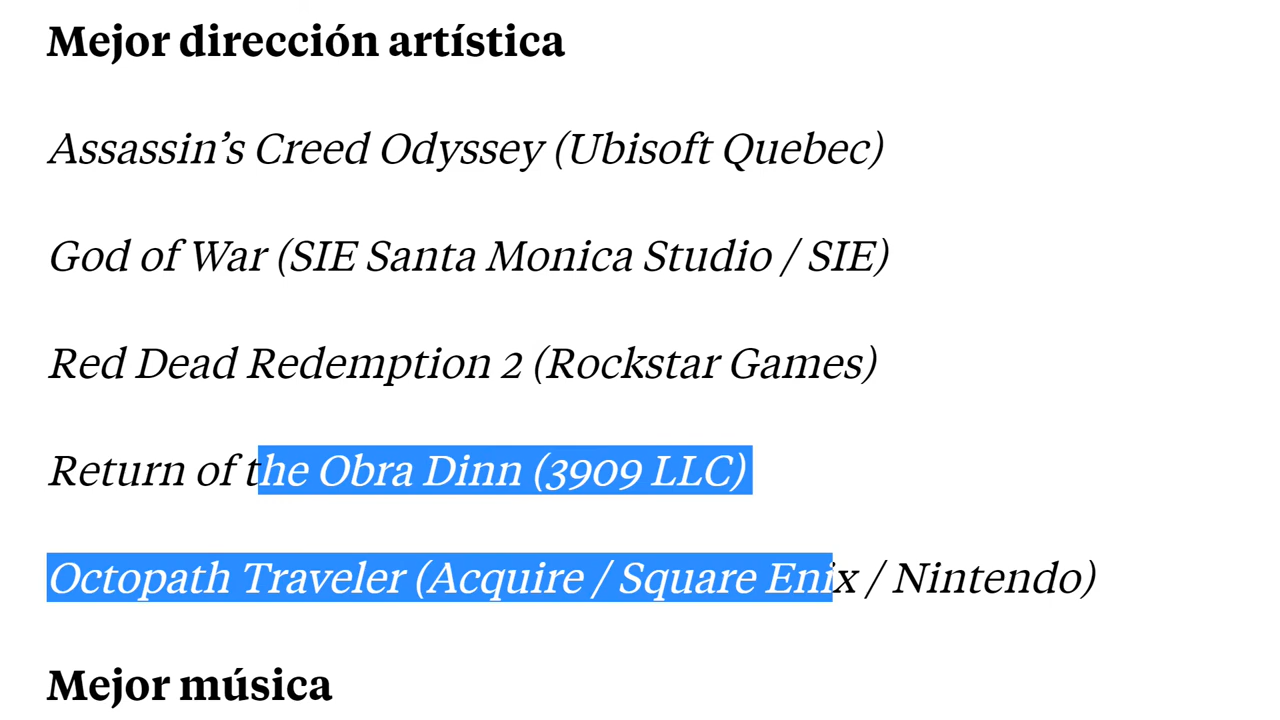 Mejor dirección artística
Assassin’s Creed Odyssey (Ubisoft Quebec)
God of War (SIE Santa Monica Studio / SIE)
Red Dead Redemption 2 (Rockstar Games)
Return of the Obra Dinn (3909 LLC)
Octopath Traveler (Acquire / Square Enix / Nintendo)
Mejor música